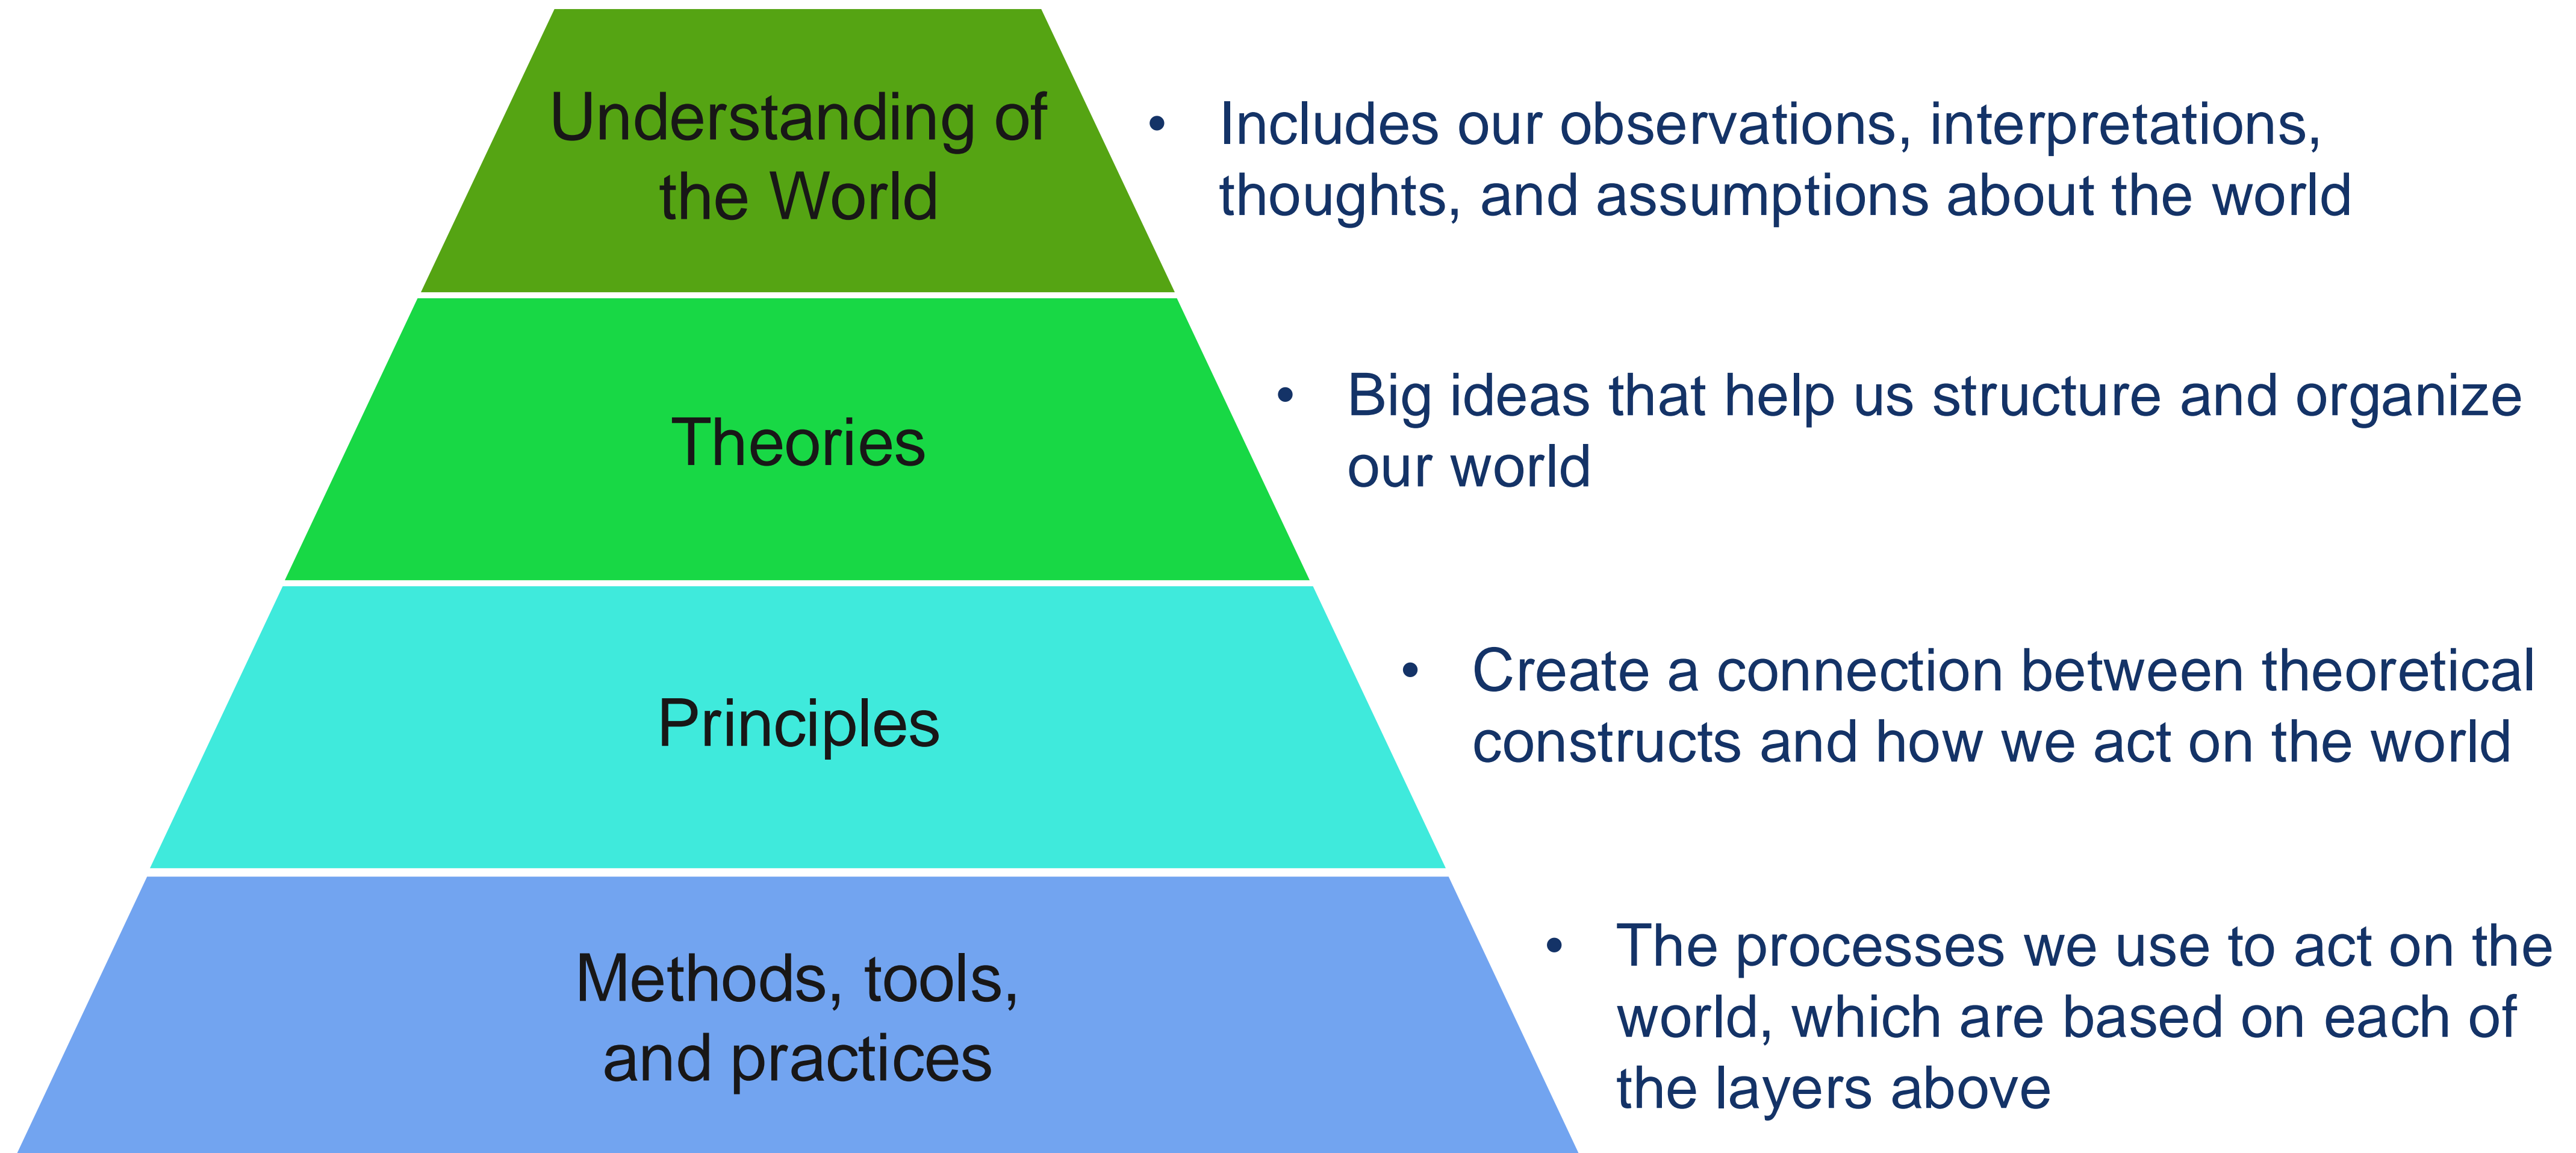 Understanding of
the World
• Includes our observations, interpretations,
thoughts, and assumptions about the world
Theories
• Big ideas that help us structure and organize
our world
Principles
• Create a connection between theoretical
constructs and how we act on the world
Methods, tools,
and practices
• The processes we use to act on the
world, which are based on each of
the layers above